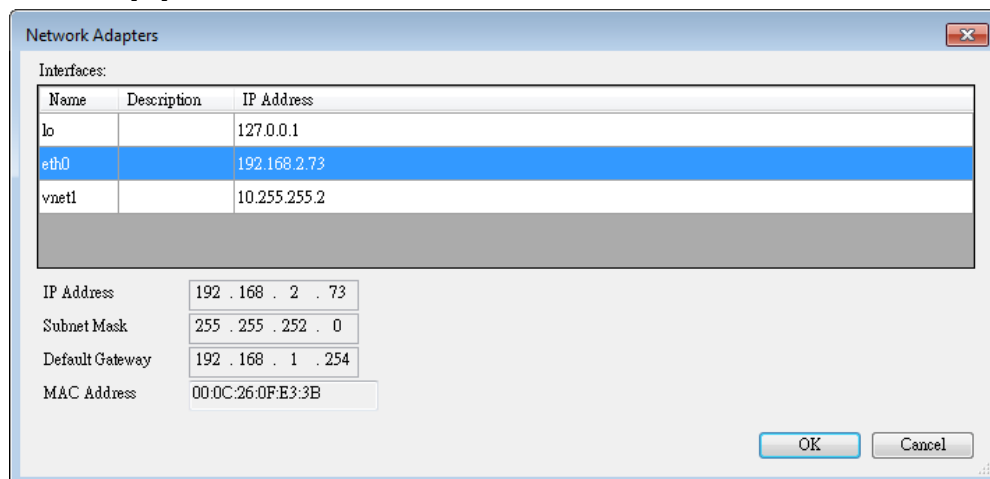 Network Adapters
Interfaces:
Name Description IP Address
lo 127.0.0.1
eth0 192.168.2.73
vnet1 10.255.255.2
IP Address 192 . 168 . 2 . 73
Subnet Mask 255 . 255 . 252 . 0
Default Gateway 192 . 168 . 1 . 254
MAC Address 00:0C:26:0F:E3:3B
OK Cancel